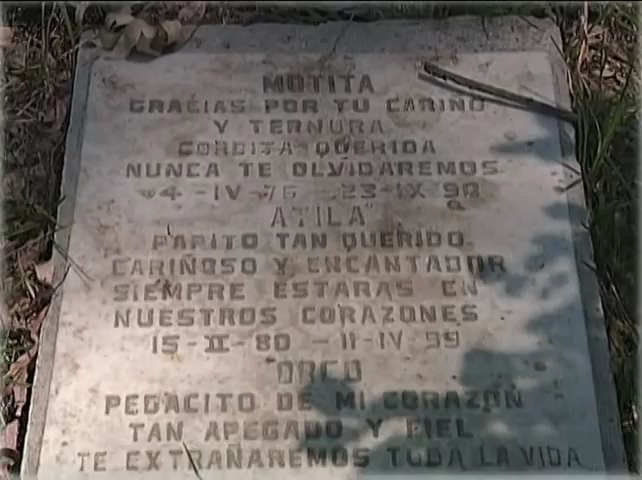 MOTITA
GRACIAS POR TU CARIÑO
Y TERNURA
GORDITA QUERIDA
NUNCA TE OLVIDAREMOS
4-IV-76 23-IX-90
ATILA
PAPITO TAN QUERIDO
CARIÑOSO Y ENCANTADOR
SIEMPRE ESTARAS EN
NUESTROS CORAZONES
15-II-80 - 11-IV-99
PEDACITO DE MI CORAZON
TAN APEGADO Y FIEL
TE EXTRAÑAREMOS TODA LA VIDA